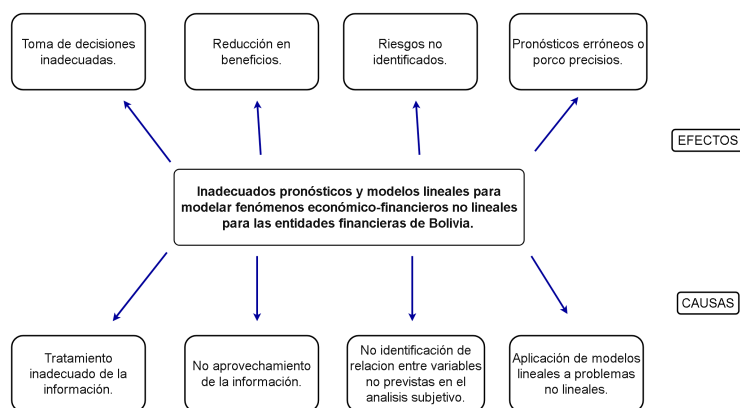 Toma de decisiones
inadecuadas.
Reducción en
beneficios.
Riesgos no
identificados.
Pronósticos erróneos o
porco precisios.
EFECTOS
Inadecuados pronósticos y modelos lineales para
modelar fenómenos económico-financieros no lineales
para las entidades financieras de Bolivia.
CAUSAS
Tratamiento
inadecuado de la
información.
No aprovechamiento
de la información.
No identificación de
relacion entre variables
no previstas en el
analisis subjetivo.
Aplicación de modelos
lineales a problemas
no lineales.